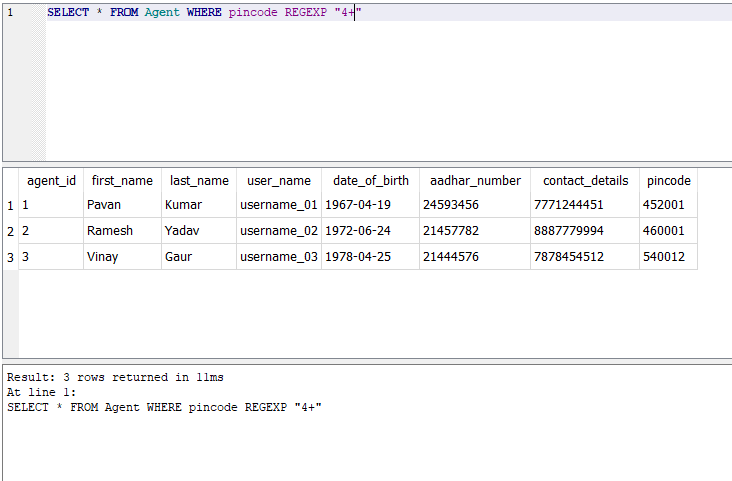 1 SELECT * FROM Agent WHERE pincode REGEXP "4+"
agent_id first_name last_name user_name date_of_birth aadhar_number contact_details pincode
1 1 Pavan Kumar username_01 1967-04-19 24593456 7771244451 452001
2 2 Ramesh Yadav username_02 1972-06-24 21457782 8887779994 460001
3 3 Vinay Gaur username_03 1978-04-25 21444576 7878454512 540012
Result: 3 rows returned in 11ms
At line 1:
SELECT * FROM Agent WHERE pincode REGEXP "4+"